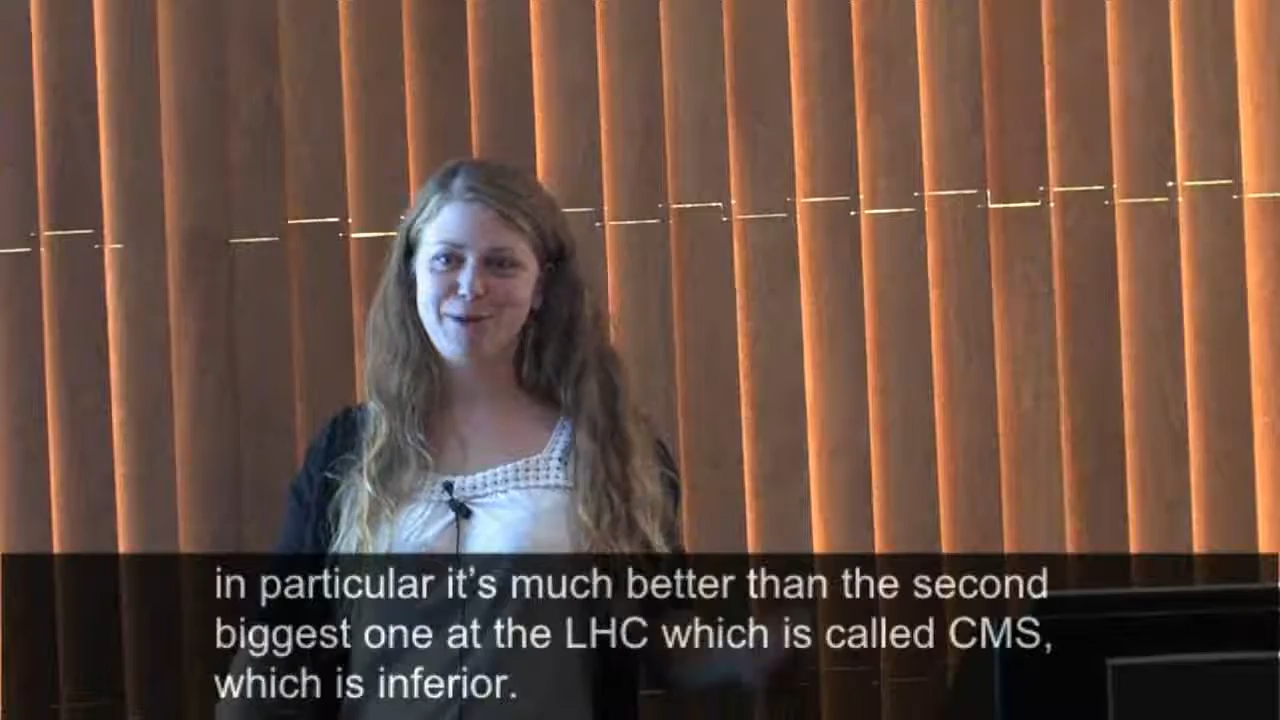 in particular it’s much better than the second
biggest one at the LHC which is called CMS,
which is inferior.